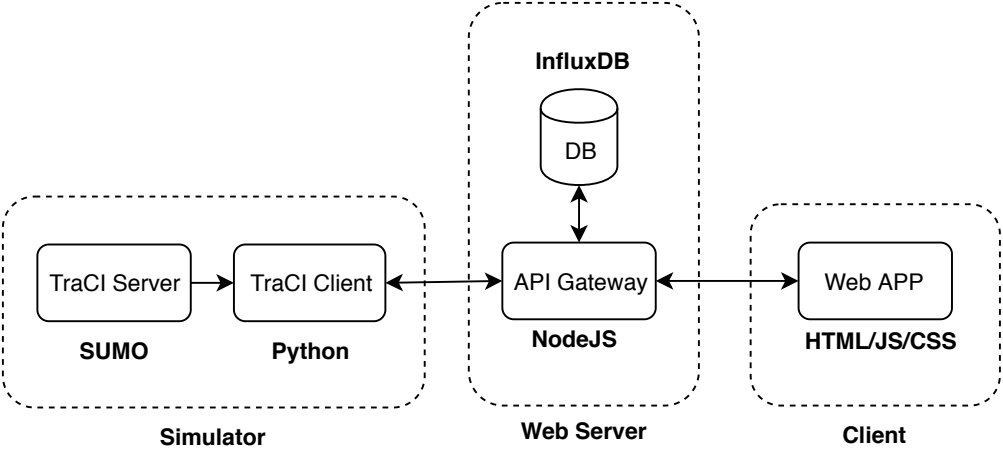 InfluxDB
DB
TraCI Server
TraCI Client
API Gateway
Web APP
SUMO
Python
NodeJS
HTML/JS/CSS
Simulator
Web Server
Client